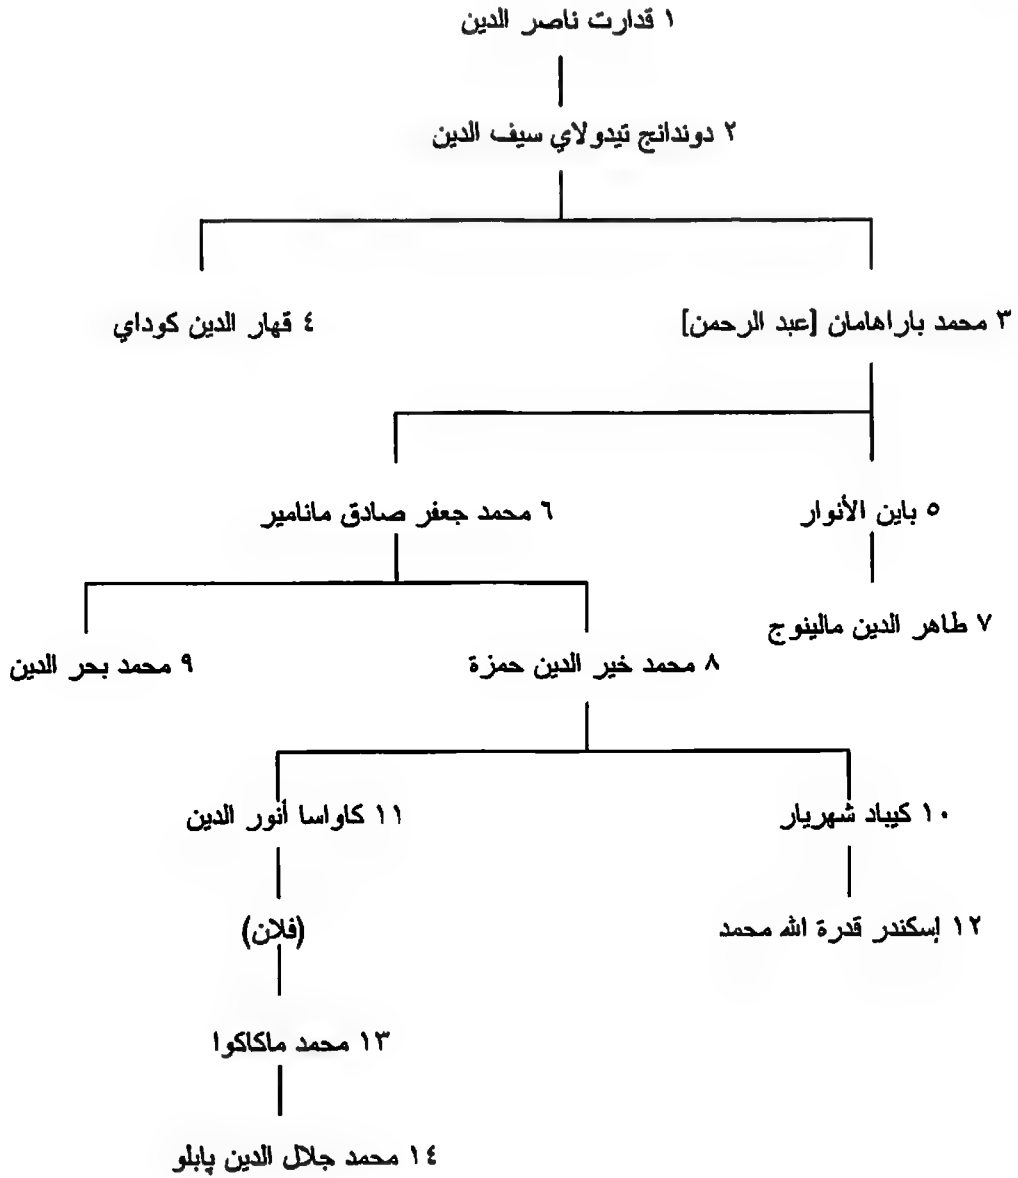 ١ قدارت ناصر الدين
٢ دوندانج تيدولاي سيف الدين
٣ محمد باراهامان [عبد الرحمن]
٤ قهار الدين كوداي
٥ باين الأنوار
٦ محمد جعفر صادق مانامير
٧ طاهر الدين مالينوج
٨ محمد خير الدين حمزة
٩ محمد بحر الدين
١٠ كيباد شهريار
١١ كاواسا أنور الدين
١٢ إسكندر قدرة الله محمد
(فلان)
١٣ محمد ماكاكوا
١٤ محمد جلال الدين پابلو